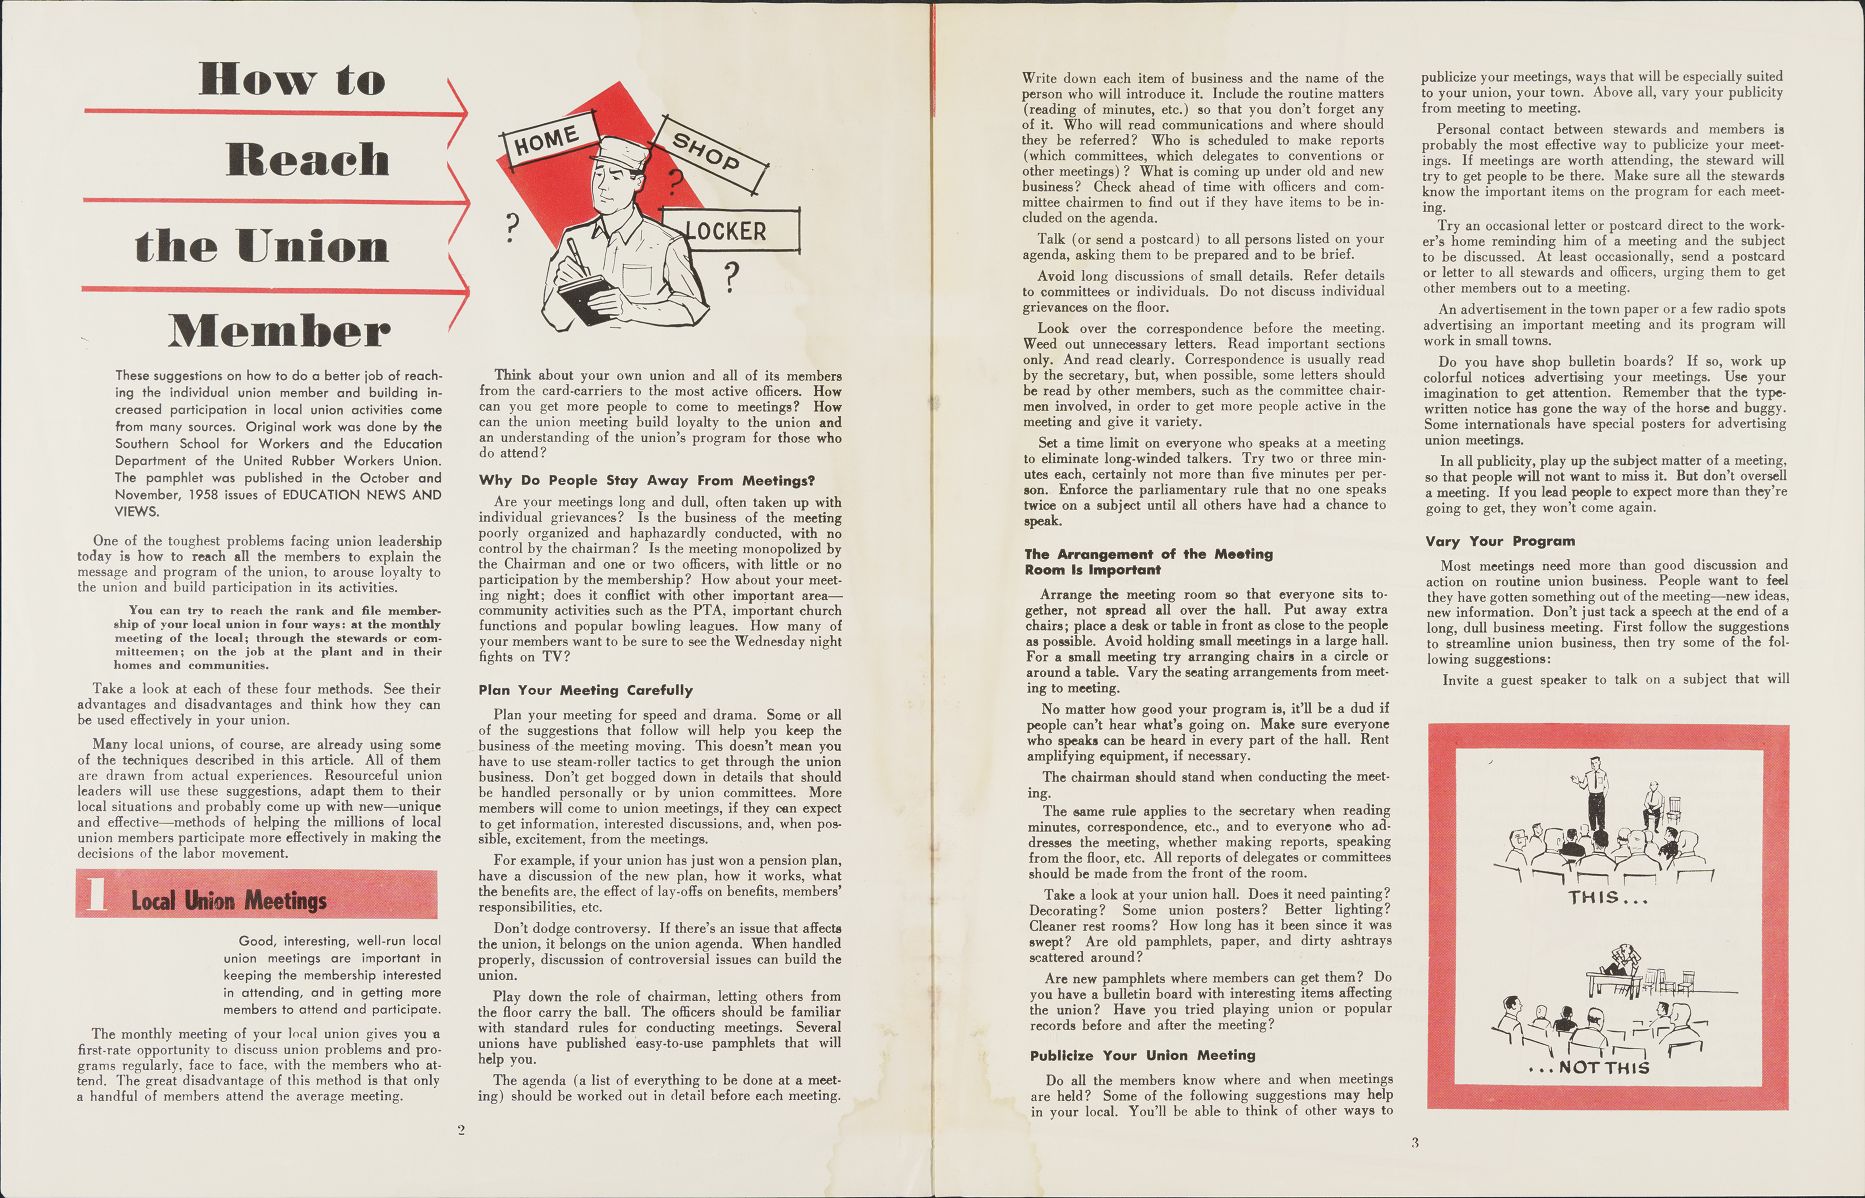 How to
Reach
the Union
Member
These suggestions on how to do a better job of reach-
ing the individual union member and building in-
creased participation in local union activities come
from many sources. Original work was done by the
Southern School for Workers and the Education
Department of the United Rubber Workers Union.
The pamphlet was published in the October and
November, 1958 issues of EDUCATION NEWS AND
VIEWS.
One of the toughest problems facing union leadership
today is how to reach all the members to explain the
message and program of the union, to arouse loyalty to
the union and build participation in its activities.
You can try to reach the rank and file member-
ship of your local union in four ways: at the monthly
meeting of the local; through the stewards or com-
mitteemen; on the job at the plant and in their
homes and communities.
Take a look at each of these four methods. See their
advantages and disadvantages and think how they can
be used effectively in your union.
Many local unions, of course, are already using some
of the techniques described in this article. All of them
are drawn from actual experiences. Resourceful union
leaders will use these suggestions, adapt them to their
local situations and probably come up with new—unique
and effective—methods of helping the millions of local
union members participate more effectively in making the
decisions of the labor movement.
1 Local Union Meetings
Good, interesting, well-run local
union meetings are important in
keeping the membership interested
in attending, and in getting more
members to attend and participate.
The monthly meeting of your local union gives you a
first-rate opportunity to discuss union problems and pro-
grams regularly, face to face, with the members who at-
tend. The great disadvantage of this method is that only
a handful of members attend the average meeting.
HOME
SHOP
?
?
LOCKER
?
Think about your own union and all of its members
from the card-carriers to the most active officers. How
can you get more people to come to meetings? How
can the union meeting build loyalty to the union and
an understanding of the union's program for those who
do attend?
Why Do People Stay Away From Meetings?
Are your meetings long and dull, often taken up with
individual grievances? Is the business of the meeting
poorly organized and haphazardly conducted, with no
control by the chairman? Is the meeting monopolized by
the Chairman and one or two officers, with little or no
participation by the membership? How about your meet-
ing night; does it conflict with other important area—
community activities such as the PTA, important church
functions and popular bowling leagues. How many of
your members want to be sure to see the Wednesday night
fights on TV?
Plan Your Meeting Carefully
Plan your meeting for speed and drama. Some or all
of the suggestions that follow will help you keep the
business of the meeting moving. This doesn't mean you
have to use steam-roller tactics to get through the union
business. Don't get bogged down in details that should
be handled personally or by union committees. More
members will come to union meetings, if they can expect
to get information, interested discussions, and, when pos-
sible, excitement, from the meetings.
For example, if your union has just won a pension plan,
have a discussion of the new plan, how it works, what
the benefits are, the effect of lay-offs on benefits, members'
responsibilities, etc.
Don't dodge controversy. If there's an issue that affects
the union, it belongs on the union agenda. When handled
properly, discussion of controversial issues can build the
union.
Play down the role of chairman, letting others from
the floor carry the ball. The officers should be familiar
with standard rules for conducting meetings. Several
unions have published easy-to-use pamphlets that will
help you.
The agenda (a list of everything to be done at a meet-
ing) should be worked out in detail before each meeting.
2
Write down each item of business and the name of the
person who will introduce it. Include the routine matters
(reading of minutes, etc.) so that you don't forget any
of it. Who will read communications and where should
they be referred? Who is scheduled to make reports
(which committees, which delegates to conventions or
other meetings)? What is coming up under old and new
business? Check ahead of time with officers and com-
mittee chairmen to find out if they have items to be in-
cluded on the agenda.
Talk (or send a postcard) to all persons listed on your
agenda, asking them to be prepared and to be brief.
Avoid long discussions of small details. Refer details
to committees or individuals. Do not discuss individual
grievances on the floor.
Look over the correspondence before the meeting.
Weed out unnecessary letters. Read important sections
only. And read clearly. Correspondence is usually read
by the secretary, but, when possible, some letters should
be read by other members, such as the committee chair-
men involved, in order to get more people active in the
meeting and give it variety.
Set a time limit on everyone who speaks at a meeting
to eliminate long-winded talkers. Try two or three min-
utes each, certainly not more than five minutes per per-
son. Enforce the parliamentary rule that no one speaks
twice on a subject until all others have had a chance to
speak.
The Arrangement of the Meeting
Room Is Important
Arrange the meeting room so that everyone sits to-
gether, not spread all over the hall. Put away extra
chairs; place a desk or table in front as close to the people
as possible. Avoid holding small meetings in a large hall.
For a small meeting try arranging chairs in a circle or
around a table. Vary the seating arrangements from meet-
ing to meeting.
No matter how good your program is, it'll be a dud if
people can't hear what's going on. Make sure everyone
who speaks can be heard in every part of the hall. Rent
amplifying equipment, if necessary.
The chairman should stand when conducting the meet-
ing.
The same rule applies to the secretary when reading
minutes, correspondence, etc., and to everyone who ad-
dresses the meeting, whether making reports, speaking
from the floor, etc. All reports of delegates or committees
should be made from the front of the room.
Take a look at your union hall. Does it need painting?
Decorating? Some union posters? Better lighting?
Cleaner rest rooms? How long has it been since it was
swept? Are old pamphlets, paper, and dirty ashtrays
scattered around?
Are new pamphlets where members can get them? Do
you have a bulletin board with interesting items affecting
the union? Have you tried playing union or popular
records before and after the meeting?
Publicize Your Union Meeting
Do all the members know where and when meetings
are held? Some of the following suggestions may help
in your local. You'll be able to think of other ways to
publicize your meetings, ways that will be especially suited
to your union, your town. Above all, vary your publicity
from meeting to meeting.
Personal contact between stewards and members is
probably the most effective way to publicize your meet-
ings. If meetings are worth attending, the steward will
try to get people to be there. Make sure all the stewards
know the important items on the program for each meet-
ing.
Try an occasional letter or postcard direct to the work-
er's home reminding him of a meeting and the subject
to be discussed. At least occasionally, send a postcard
or letter to all stewards and officers, urging them to get
other members out to a meeting.
An advertisement in the town paper or a few radio spots
advertising an important meeting and its program will
work in small towns.
Do you have shop bulletin boards? If so, work up
colorful notices advertising your meetings. Use your
imagination to get attention. Remember that the type-
written notice has gone the way of the horse and buggy.
Some internationals have special posters for advertising
union meetings.
In all publicity, play up the subject matter of a meeting,
so that people will not want to miss it. But don't oversell
a meeting. If you lead people to expect more than they're
going to get, they won't come again.
Vary Your Program
Most meetings need more than good discussion and
action on routine union business. People want to feel
they have gotten something out of the meeting—new ideas,
new information. Don't just tack a speech at the end of a
long, dull business meeting. First follow the suggestions
to streamline union business, then try some of the fol-
lowing suggestions:
Invite a guest speaker to talk on a subject that will
THIS...
...NOT THIS
3